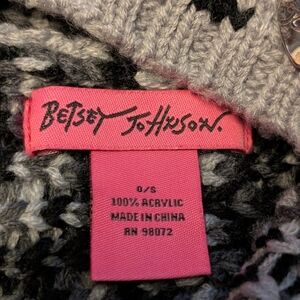 BETSEY JOHNSON.
O/S
100% ACRYLIC
MADE IN CHINA
RN 98072